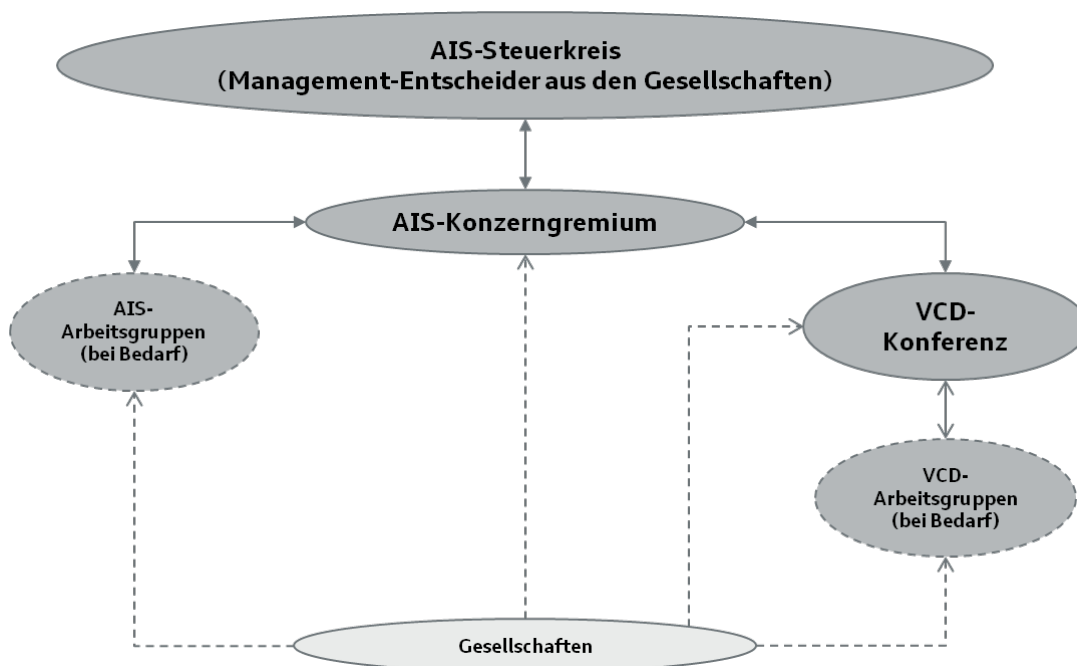 AIS-Steuerkreis
(Management-Entscheider aus den Gesellschaften)
AIS-Konzerngremium
AIS-
Arbeitsgruppen
(bei Bedarf)
VCD-
Konferenz
VCD-
Arbeitsgruppen
(bei Bedarf)
Gesellschaften